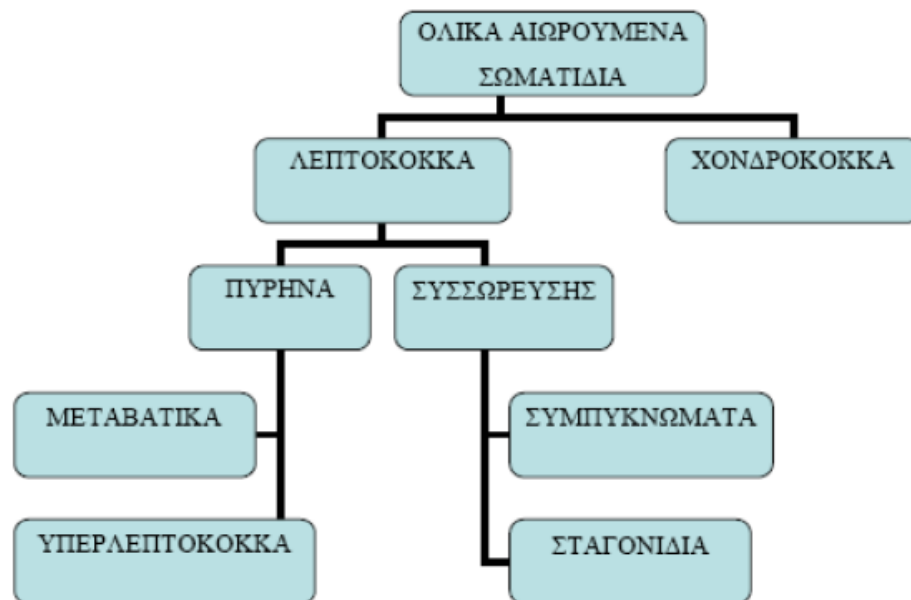 ΟΛΙΚΑ ΑΙΩΡΟΥΜΕΝΑ
ΣΩΜΑΤΙΔΙΑ
ΛΕΠΤΟΚΟΚΚΑ
ΧΟΝΔΡΟΚΟΚΚΑ
ΠΥΡΗΝΑ
ΣΥΣΣΩΡΕΥΣΗΣ
ΜΕΤΑΒΑΤΙΚΑ
ΣΥΜΠΥΚΝΩΜΑΤΑ
ΥΠΕΡΛΕΠΤΟΚΟΚΚΑ
ΣΤΑΓΟΝΙΔΙΑ